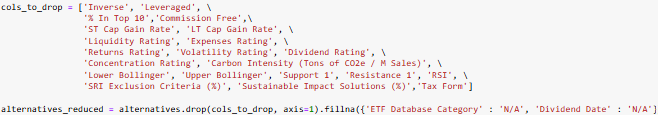 cols_to_drop = ['Inverse', 'Leveraged', \
'% In Top 10','Commission Free',\
'ST Cap Gain Rate', 'LT Cap Gain Rate', \
'Liquidity Rating', 'Expenses Rating', \
'Returns Rating', 'Volatility Rating', 'Dividend Rating', \
'Concentration Rating', 'Carbon Intensity (Tons of CO2e / M Sales)', \
'Lower Bollinger', 'Upper Bollinger', 'Support 1', 'Resistance 1', 'RSI', \
'SRI Exclusion Criteria (%)', 'Sustainable Impact Solutions (%)','Tax Form']
alternatives_reduced = alternatives.drop(cols_to_drop, axis=1).fillna({'ETF Database Category' : 'N/A', 'Dividend Date' : 'N/A'}